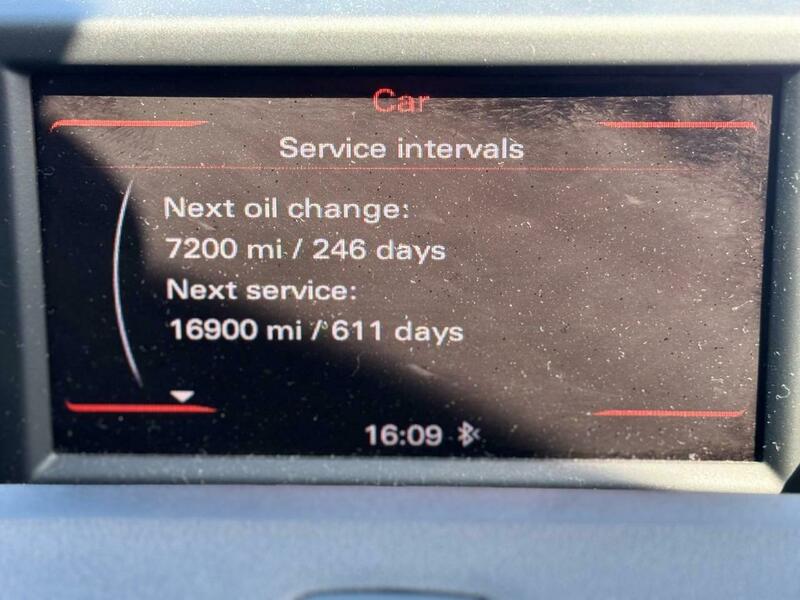 Car
Service intervals
Next oil change:
7200 mi / 246 days
Next service:
16900 mi / 611 days
16:09